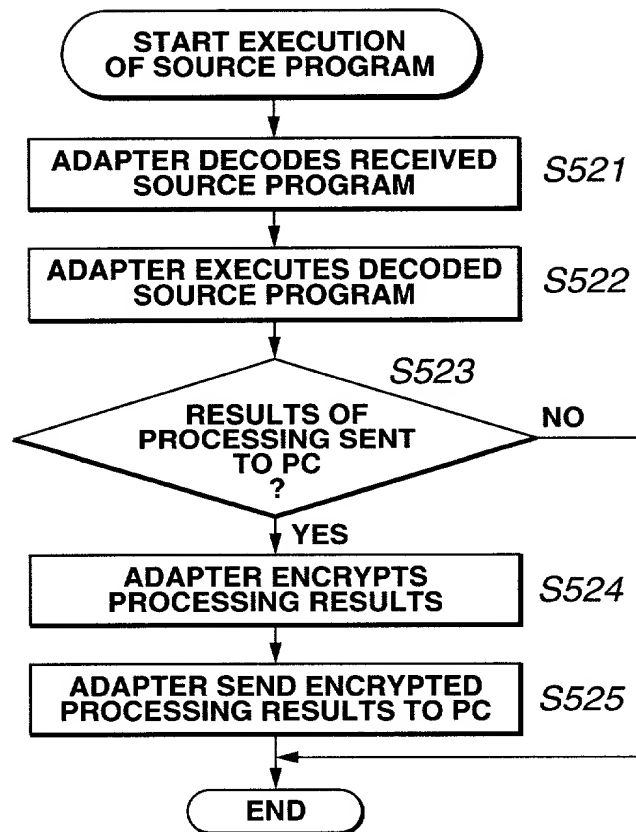 START EXECUTION
OF SOURCE PROGRAM
ADAPTER DECODES RECEIVED
SOURCE PROGRAM
S521
ADAPTER EXECUTES DECODED
SOURCE PROGRAM
S522
S523
RESULTS OF
PROCESSING SENT
TO PC
?
NO
YES
ADAPTER ENCRYPTS
PROCESSING RESULTS
S524
ADAPTER SEND ENCRYPTED
PROCESSING RESULTS TO PC
S525
END